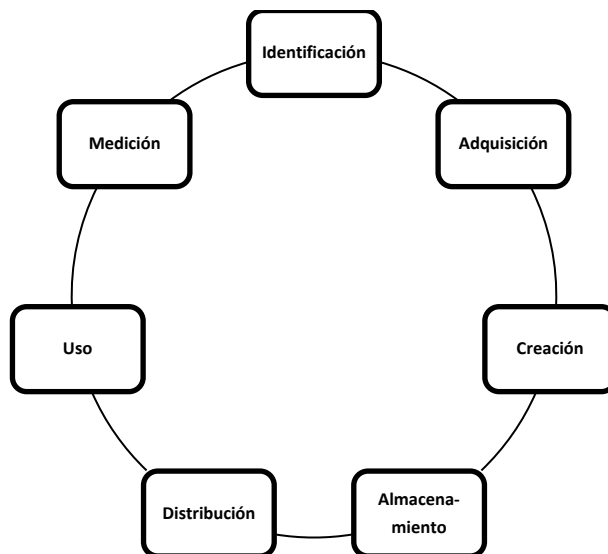 Identificación
Adquisición
Creación
Almacena-
miento
Distribución
Uso
Medición